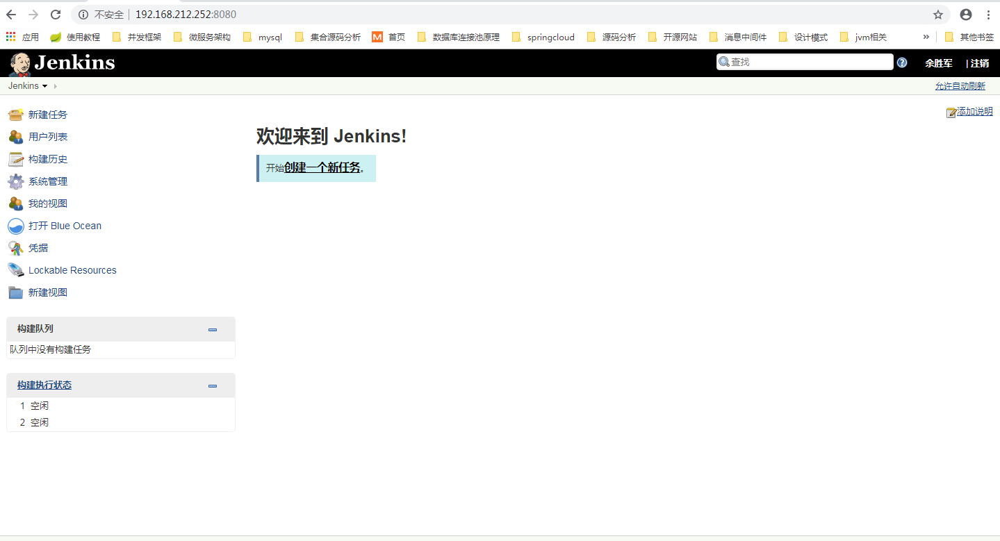 不安全 192.168.212.252:8080
应用 使用教程 并发框架 微服务架构 mysql 集合源码分析 首页 数据库连接池原理 springcloud 源码分析 开源网站 消息中间件 设计模式 jvm相关 » 其他书签
Jenkins 查找 余胜军 | 注销
Jenkins 允许自动刷新
添加说明
新建任务
用户列表
构建历史
系统管理
我的视图
打开 Blue Ocean
凭据
Lockable Resources
新建视图
欢迎来到 Jenkins!
开始创建一个新任务。
构建队列
队列中没有构建任务
构建执行状态
1 空闲
2 空闲